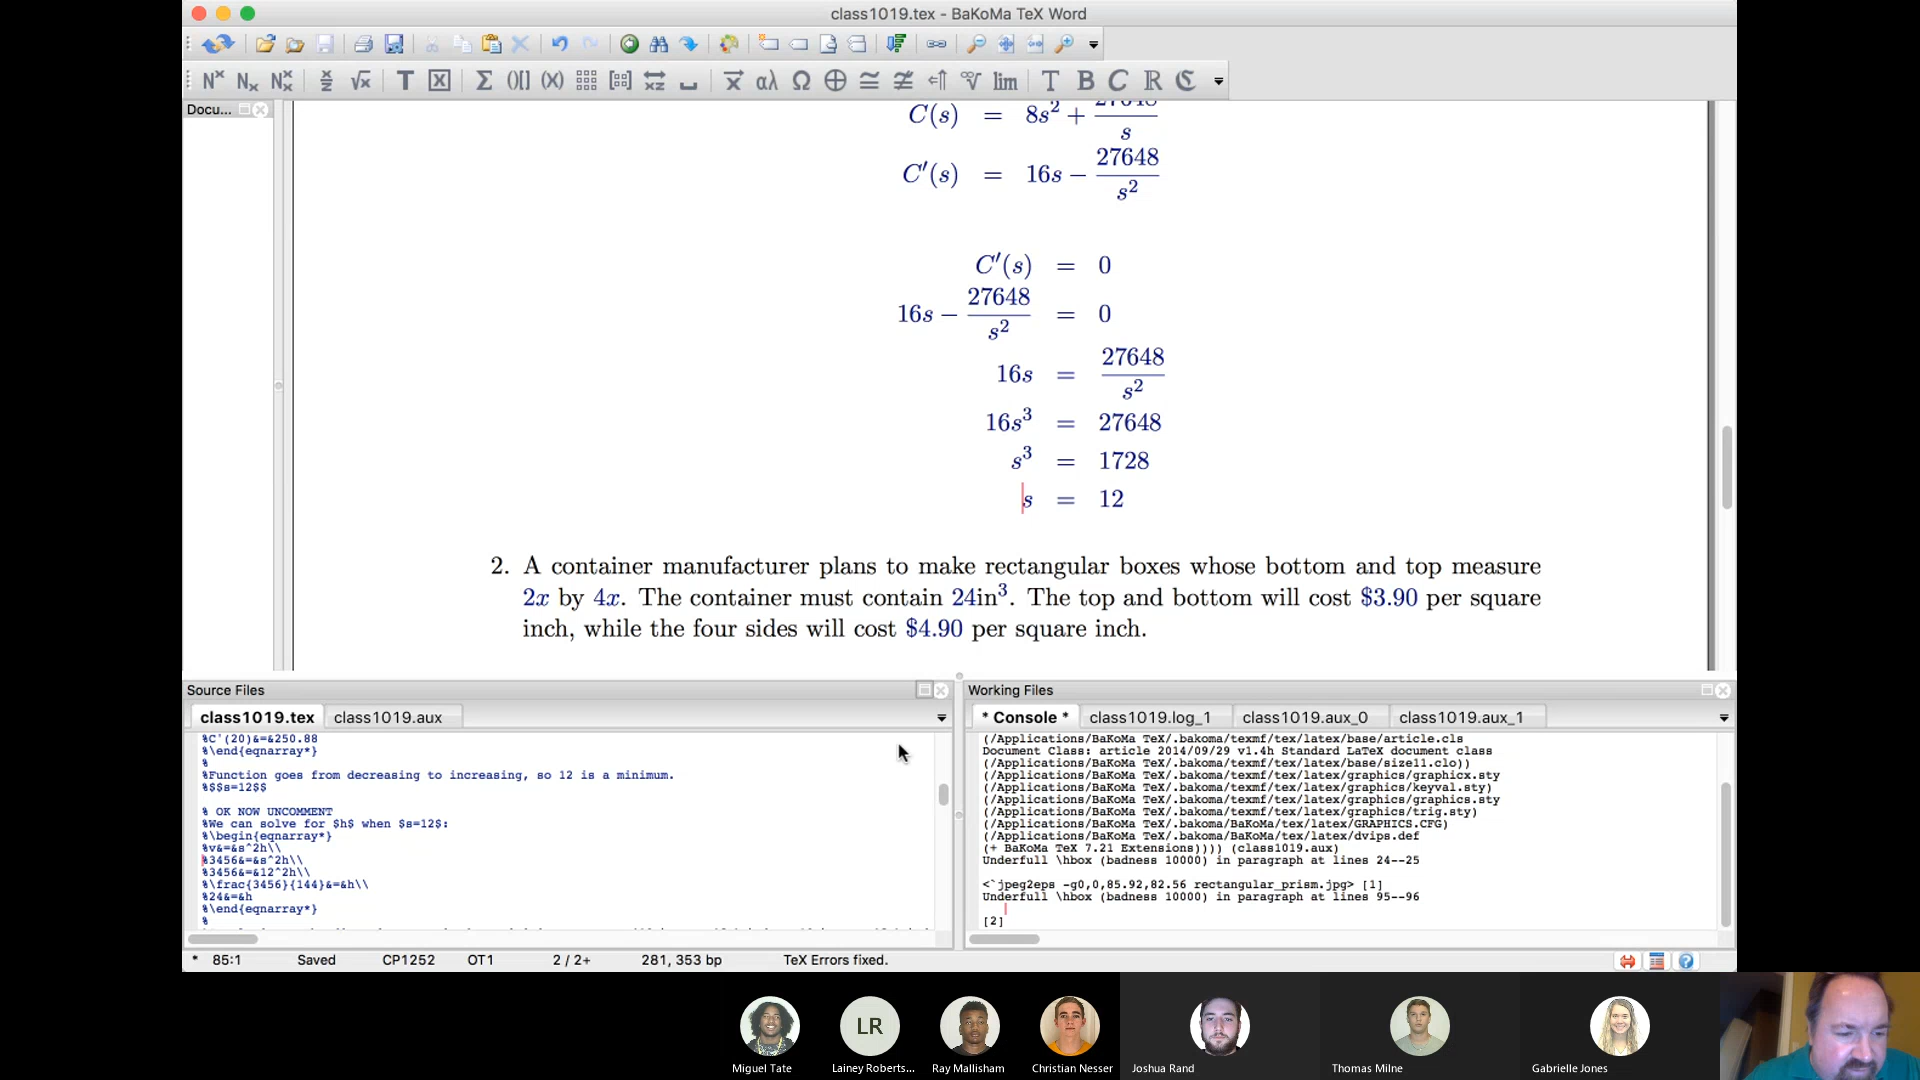 class1019.tex - BaKoMa TeX Word
Docu...
C(s) = 8s² + 27648/s
C′(s) = 16s − 27648/s²
C′(s) = 0
16s − 27648/s² = 0
16s = 27648/s²
16s³ = 27648
s³ = 1728
s = 12
2. A container manufacturer plans to make rectangular boxes whose bottom and top measure
2x by 4x. The container must contain 24in³. The top and bottom will cost $3.90 per square
inch, while the four sides will cost $4.90 per square inch.
Source Files
class1019.tex class1019.aux
%C'(20)&=&250.88
%\end{eqnarray*}
%
%Function goes from decreasing to increasing, so 12 is a minimum.
%$$s=12$$
% OK NOW UNCOMMENT
%We can solve for $h$ when $s=12$:
%\begin{eqnarray*}
%v&=&s^2h\\
%3456&=&s^2h\\
%3456&=&12^2h\\
%\frac{3456}{144}&=&h\\
%24&=&h
%\end{eqnarray*}
%
Working Files
* Console * class1019.log_1 class1019.aux_0 class1019.aux_1
(/Applications/BaKoMa TeX/.bakoma/texmf/tex/latex/base/article.cls
Document Class: article 2014/09/29 v1.4h Standard LaTeX document class
(/Applications/BaKoMa TeX/.bakoma/texmf/tex/latex/base/size11.clo))
(/Applications/BaKoMa TeX/.bakoma/texmf/tex/latex/graphics/graphicx.sty
(/Applications/BaKoMa TeX/.bakoma/texmf/tex/latex/graphics/keyval.sty)
(/Applications/BaKoMa TeX/.bakoma/texmf/tex/latex/graphics/graphics.sty
(/Applications/BaKoMa TeX/.bakoma/texmf/tex/latex/graphics/trig.sty)
(/Applications/BaKoMa TeX/.bakoma/BaKoMa/tex/latex/GRAPHICS.CFG)
(/Applications/BaKoMa TeX/.bakoma/BaKoMa/tex/latex/dvips.def
(+ BaKoMa TeX 7.21 Extensions)))) (class1019.aux)
Underfull \hbox (badness 10000) in paragraph at lines 24--25
<`jpeg2eps -g0,0,85.92,82.56 rectangular_prism.jpg> [1]
Underfull \hbox (badness 10000) in paragraph at lines 95--96
[2]
* 85:1 Saved CP1252 OT1 2 / 2+ 281, 353 bp TeX Errors fixed.
LR
Miguel Tate Lainey Roberts... Ray Mallisham Christian Nesser Joshua Rand Thomas Milne Gabrielle Jones